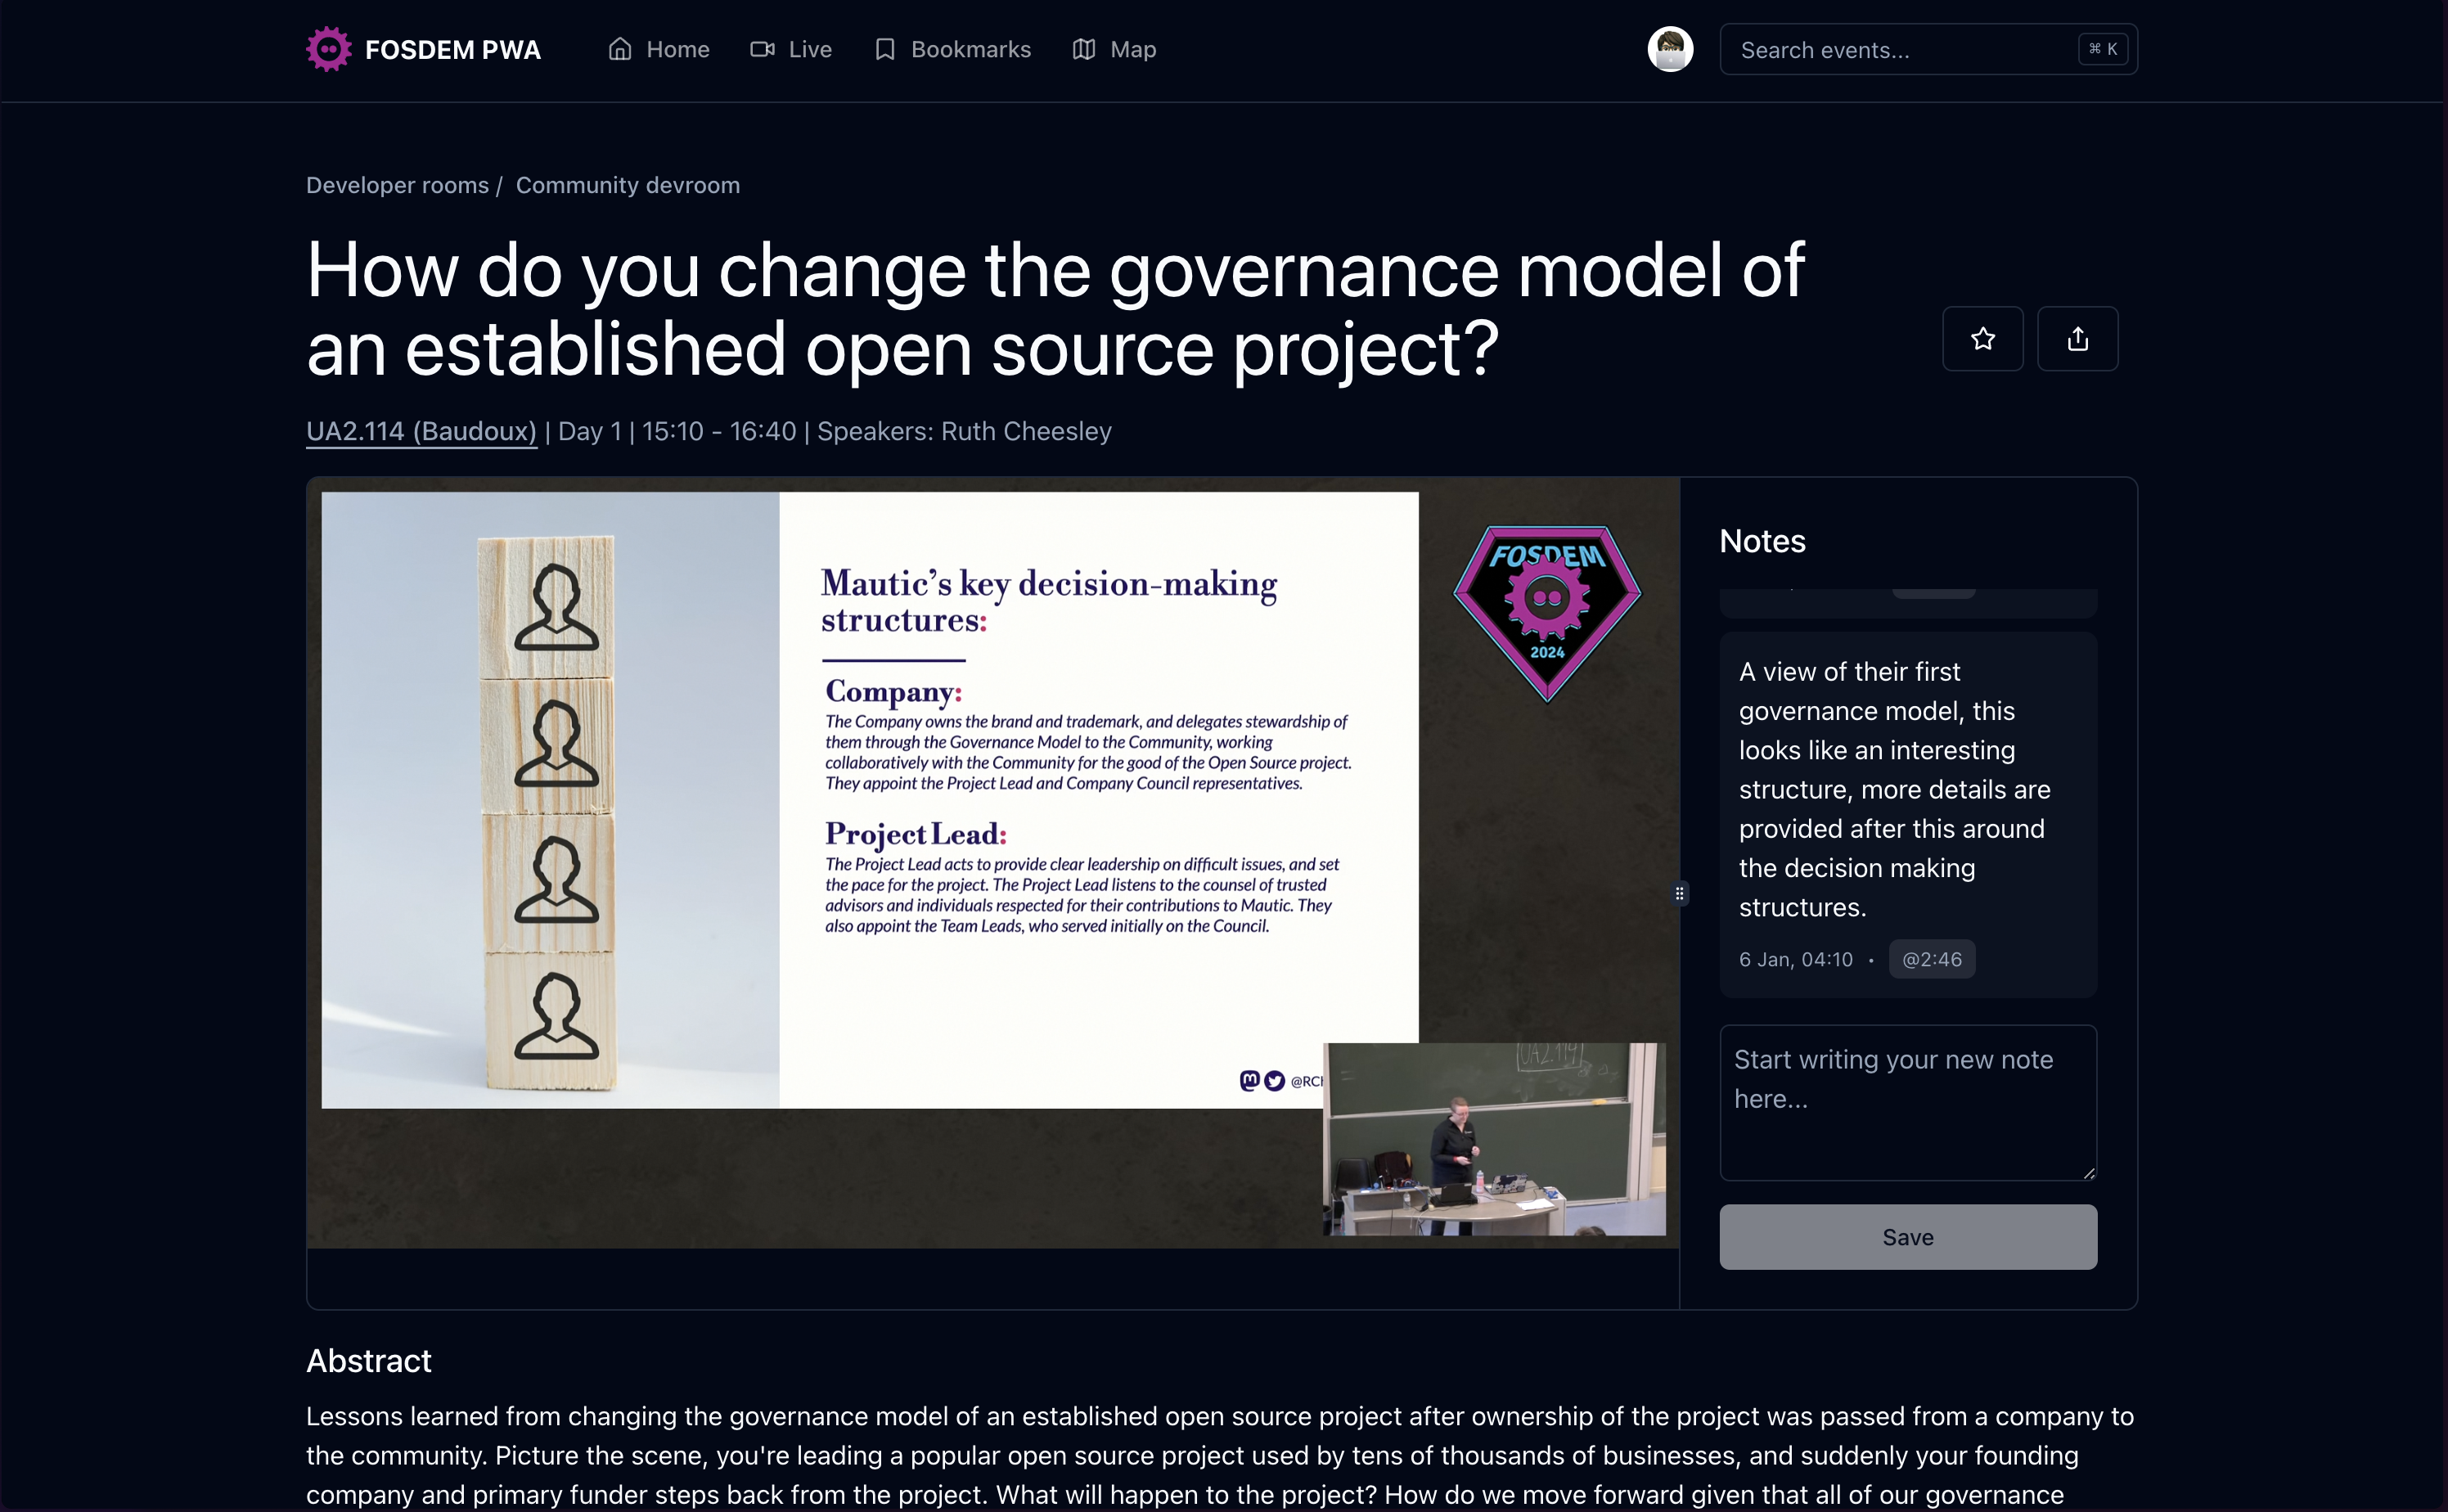 FOSDEM PWA
Home
Live
Bookmarks
Map
Search events...
⌘ K
Developer rooms / Community devroom
How do you change the governance model of
an established open source project?
UA2.114 (Baudoux) | Day 1 | 15:10 - 16:40 | Speakers: Ruth Cheesley
Mautic's key decision-making
structures:
Company:
The Company owns the brand and trademark, and delegates stewardship of
them through the Governance Model to the Community, working
collaboratively with the Community for the good of the Open Source project.
They appoint the Project Lead and Company Council representatives.
Project Lead:
The Project Lead acts to provide clear leadership on difficult issues, and set
the pace for the project. The Project Lead listens to the counsel of trusted
advisors and individuals respected for their contributions to Mautic. They
also appoint the Team Leads, who served initially on the Council.
FOSDEM
2024
UA2.114
Notes
A view of their first
governance model, this
looks like an interesting
structure, more details are
provided after this around
the decision making
structures.
6 Jan, 04:10 • @2:46
Start writing your new note
here...
Save
Abstract
Lessons learned from changing the governance model of an established open source project after ownership of the project was passed from a company to
the community. Picture the scene, you're leading a popular open source project used by tens of thousands of businesses, and suddenly your founding
company and primary funder steps back from the project. What will happen to the project? How do we move forward given that all of our governance